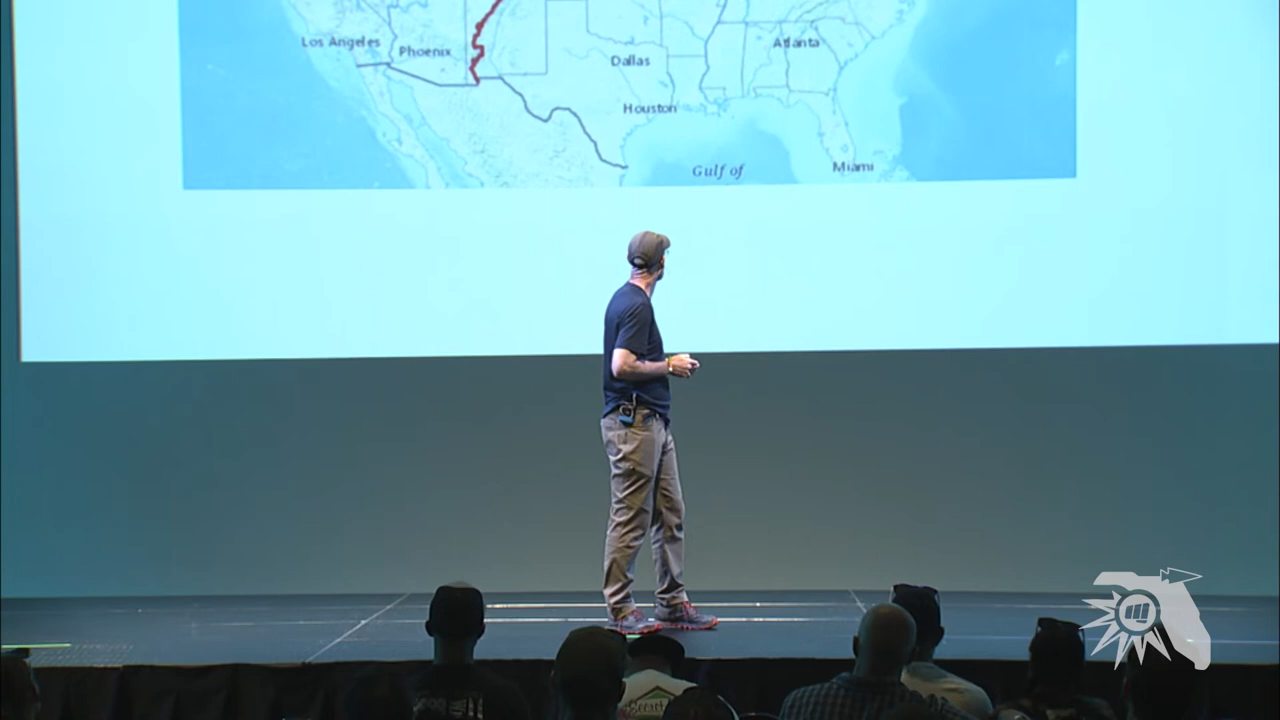 Los Angeles
Phoenix
Dallas
Atlanta
Houston
Gulf of
Miami